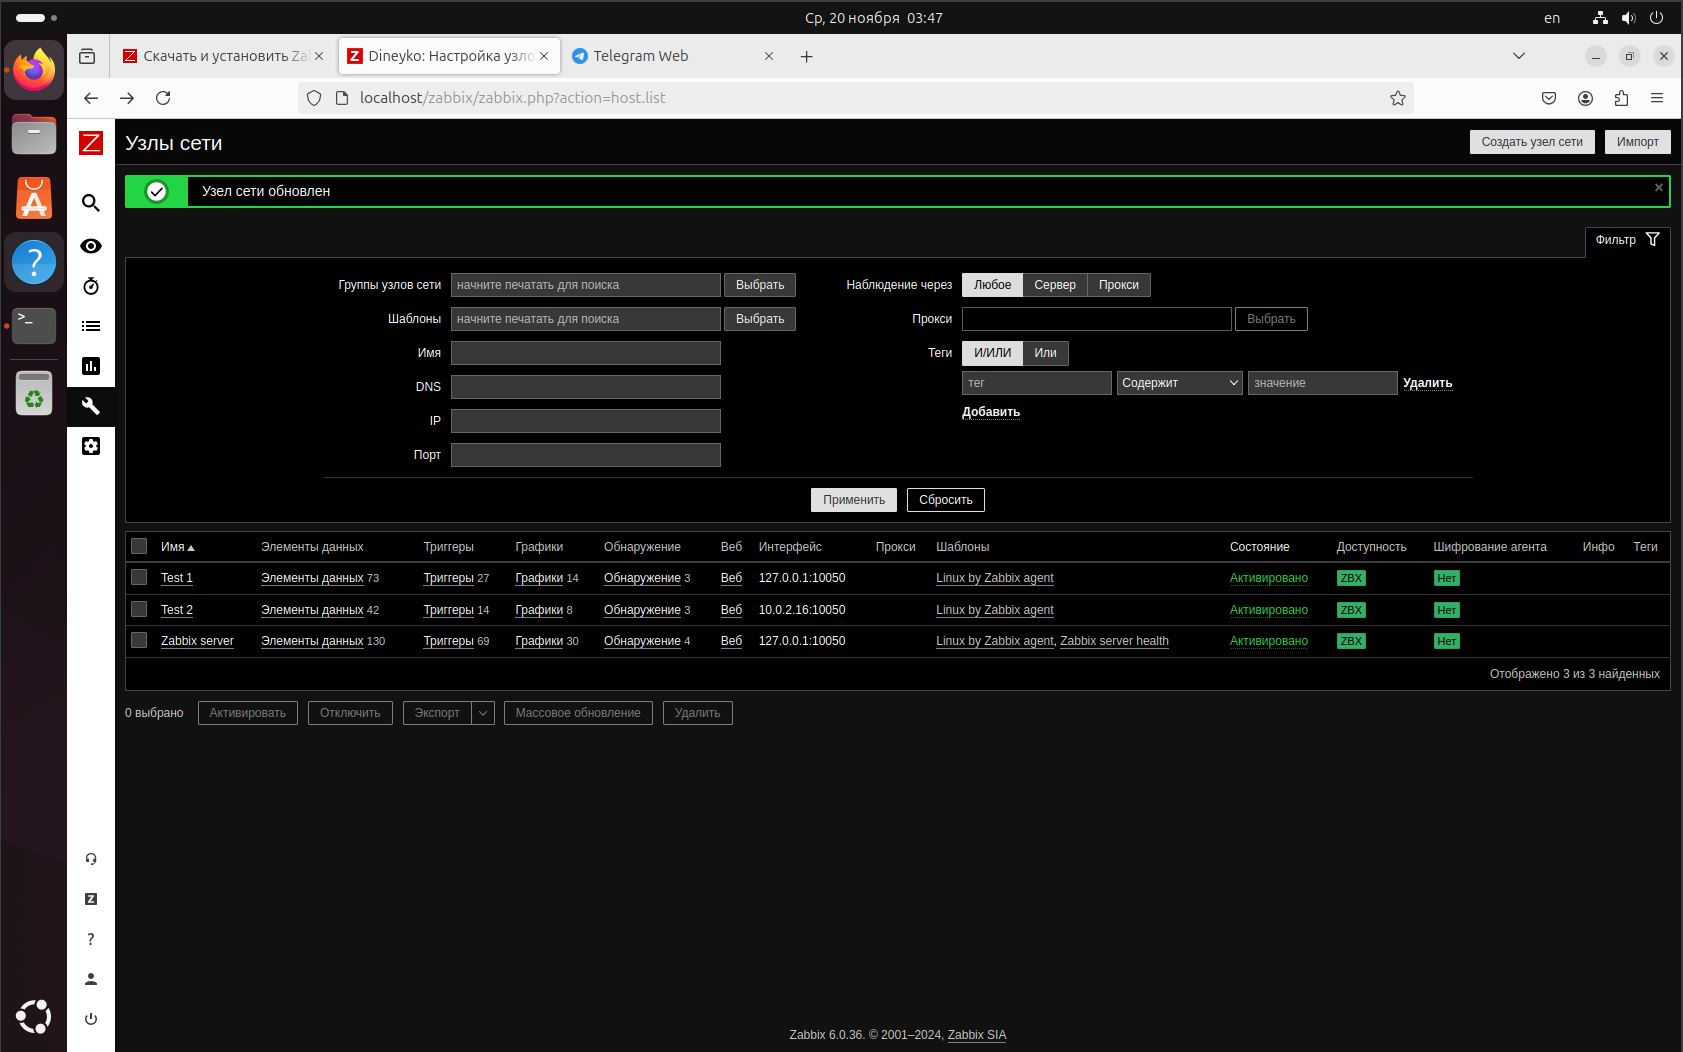 Ср, 20 ноября 03:47
en
Скачать и установить Za
Dineyko: Настройка узло
Telegram Web
localhost/zabbix/zabbix.php?action=host.list
Z
Узлы сети
Создать узел сети
Импорт
Узел сети обновлен
Фильтр
Группы узлов сети начните печатать для поиска Выбрать
Наблюдение через Любое Сервер Прокси
Шаблоны начните печатать для поиска Выбрать
Прокси Выбрать
Имя
Теги И/ИЛИ Или
DNS
тег Содержит значение Удалить
IP
Добавить
Порт
Применить Сбросить
Имя Элементы данных Триггеры Графики Обнаружение Веб Интерфейс Прокси Шаблоны Состояние Доступность Шифрование агента Инфо Теги
Test 1 Элементы данных 73 Триггеры 27 Графики 14 Обнаружение 3 Веб 127.0.0.1:10050 Linux by Zabbix agent Активировано ZBX Нет
Test 2 Элементы данных 42 Триггеры 14 Графики 8 Обнаружение 3 Веб 10.0.2.16:10050 Linux by Zabbix agent Активировано ZBX Нет
Zabbix server Элементы данных 130 Триггеры 69 Графики 30 Обнаружение 4 Веб 127.0.0.1:10050 Linux by Zabbix agent, Zabbix server health Активировано ZBX Нет
Отображено 3 из 3 найденных
0 выбрано Активировать Отключить Экспорт Массовое обновление Удалить
Zabbix 6.0.36. © 2001–2024, Zabbix SIA